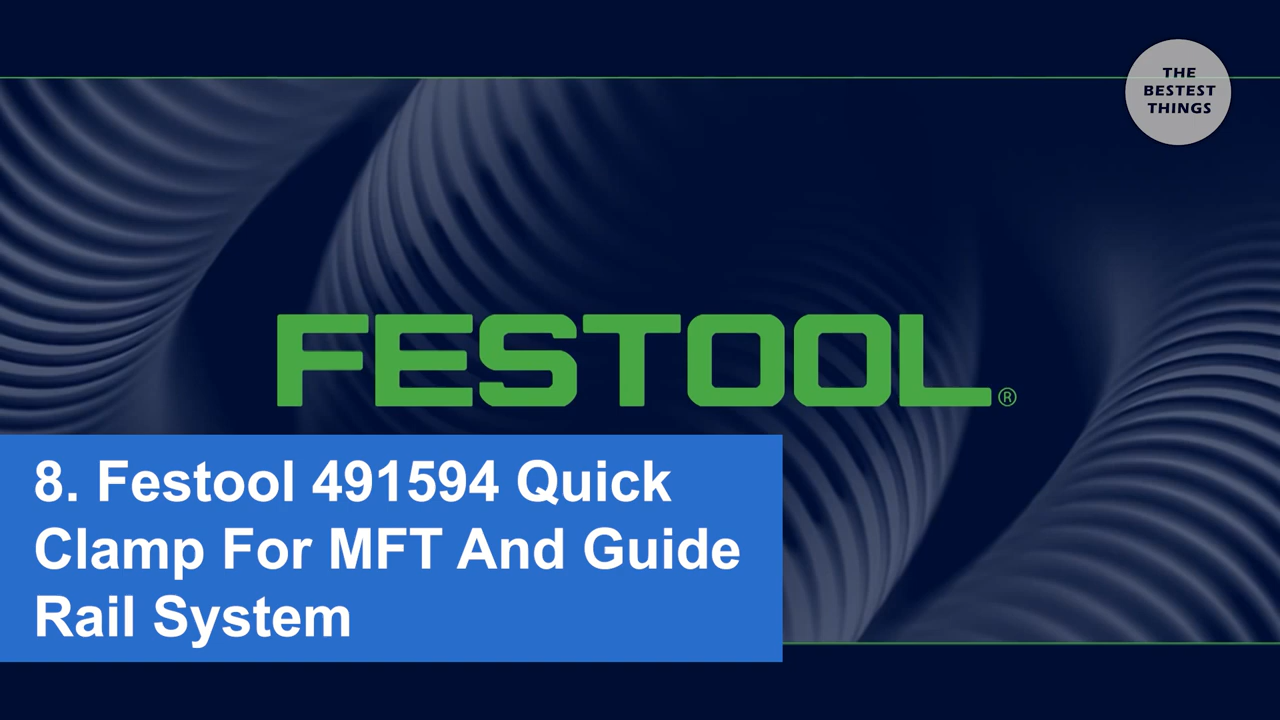 THE
BESTEST
THINGS
FESTOOL®
8. Festool 491594 Quick
Clamp For MFT And Guide
Rail System